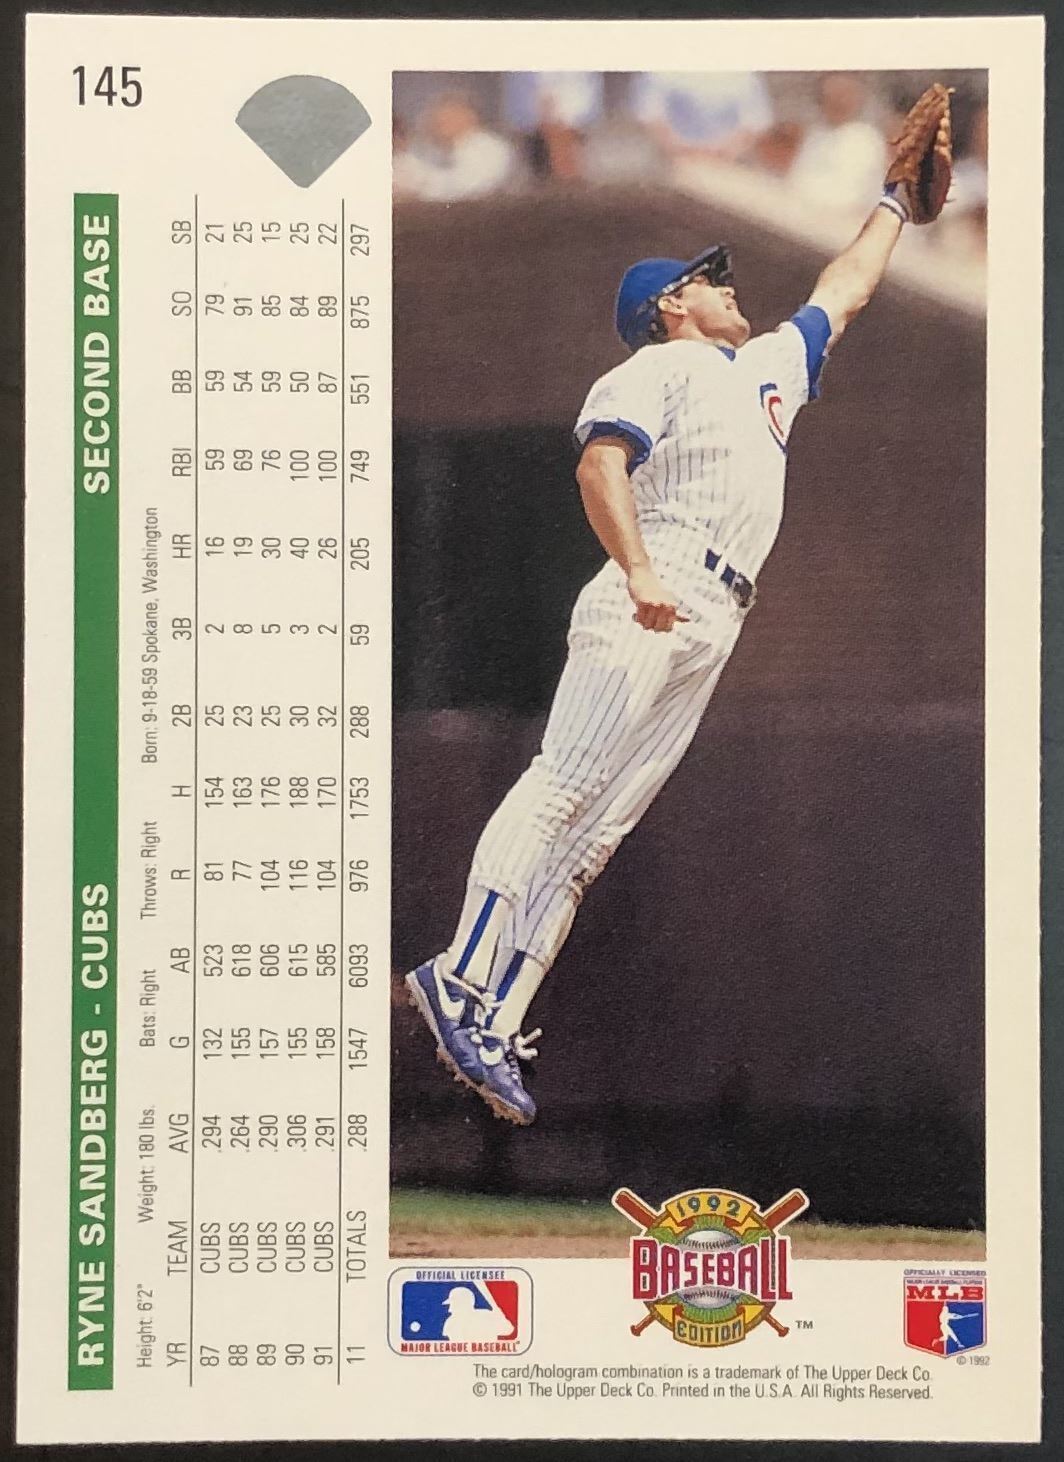 145
RYNE SANDBERG - CUBS SECOND BASE
Height: 6'2" Weight: 180 lbs. Bats: Right Throws: Right Born: 9-18-59 Spokane, Washington
YR TEAM AVG G AB R H 2B 3B HR RBI BB SO SB
87 CUBS .294 132 523 81 154 25 2 16 59 59 79 21
88 CUBS .264 155 618 77 163 23 8 19 69 54 91 25
89 CUBS .290 157 606 104 176 25 5 30 76 59 85 15
90 CUBS .306 155 615 116 188 30 3 40 100 50 84 25
91 CUBS .291 158 585 104 170 32 2 26 100 87 89 22
11 TOTALS .288 1547 6093 976 1753 288 59 205 749 551 875 297
C
OFFICIAL LICENSEE
MAJOR LEAGUE BASEBALL
1992
BASEBALL
EDITION
TM
OFFICIALLY LICENSED
MAJOR LEAGUE BASEBALL PLAYERS
MLB
© 1992
The card/hologram combination is a trademark of The Upper Deck Co.
© 1991 The Upper Deck Co. Printed in the U.S.A. All Rights Reserved.